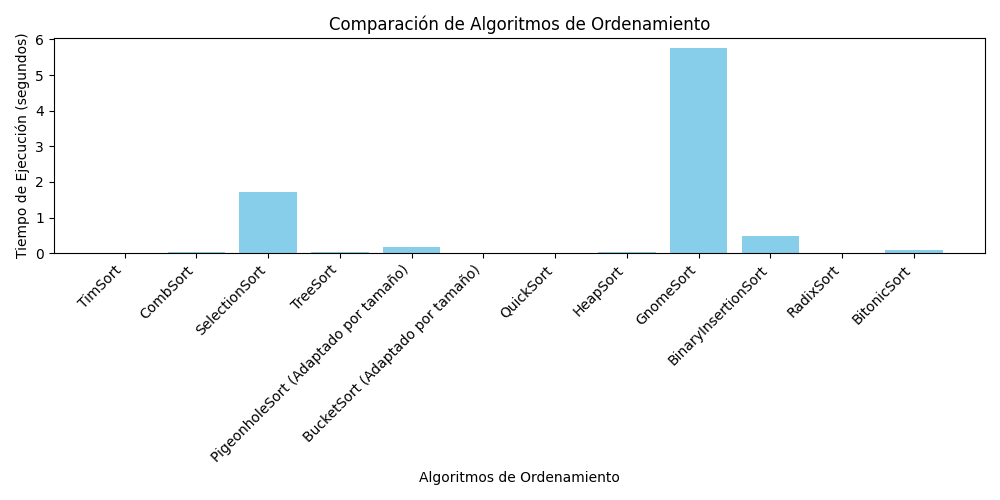 Comparación de Algoritmos de Ordenamiento
Tiempo de Ejecución (segundos)
6
5
4
3
2
1
0
TimSort
CombSort
SelectionSort
TreeSort
PigeonholeSort (Adaptado por tamaño)
BucketSort (Adaptado por tamaño)
QuickSort
HeapSort
GnomeSort
BinaryInsertionSort
RadixSort
BitonicSort
Algoritmos de Ordenamiento